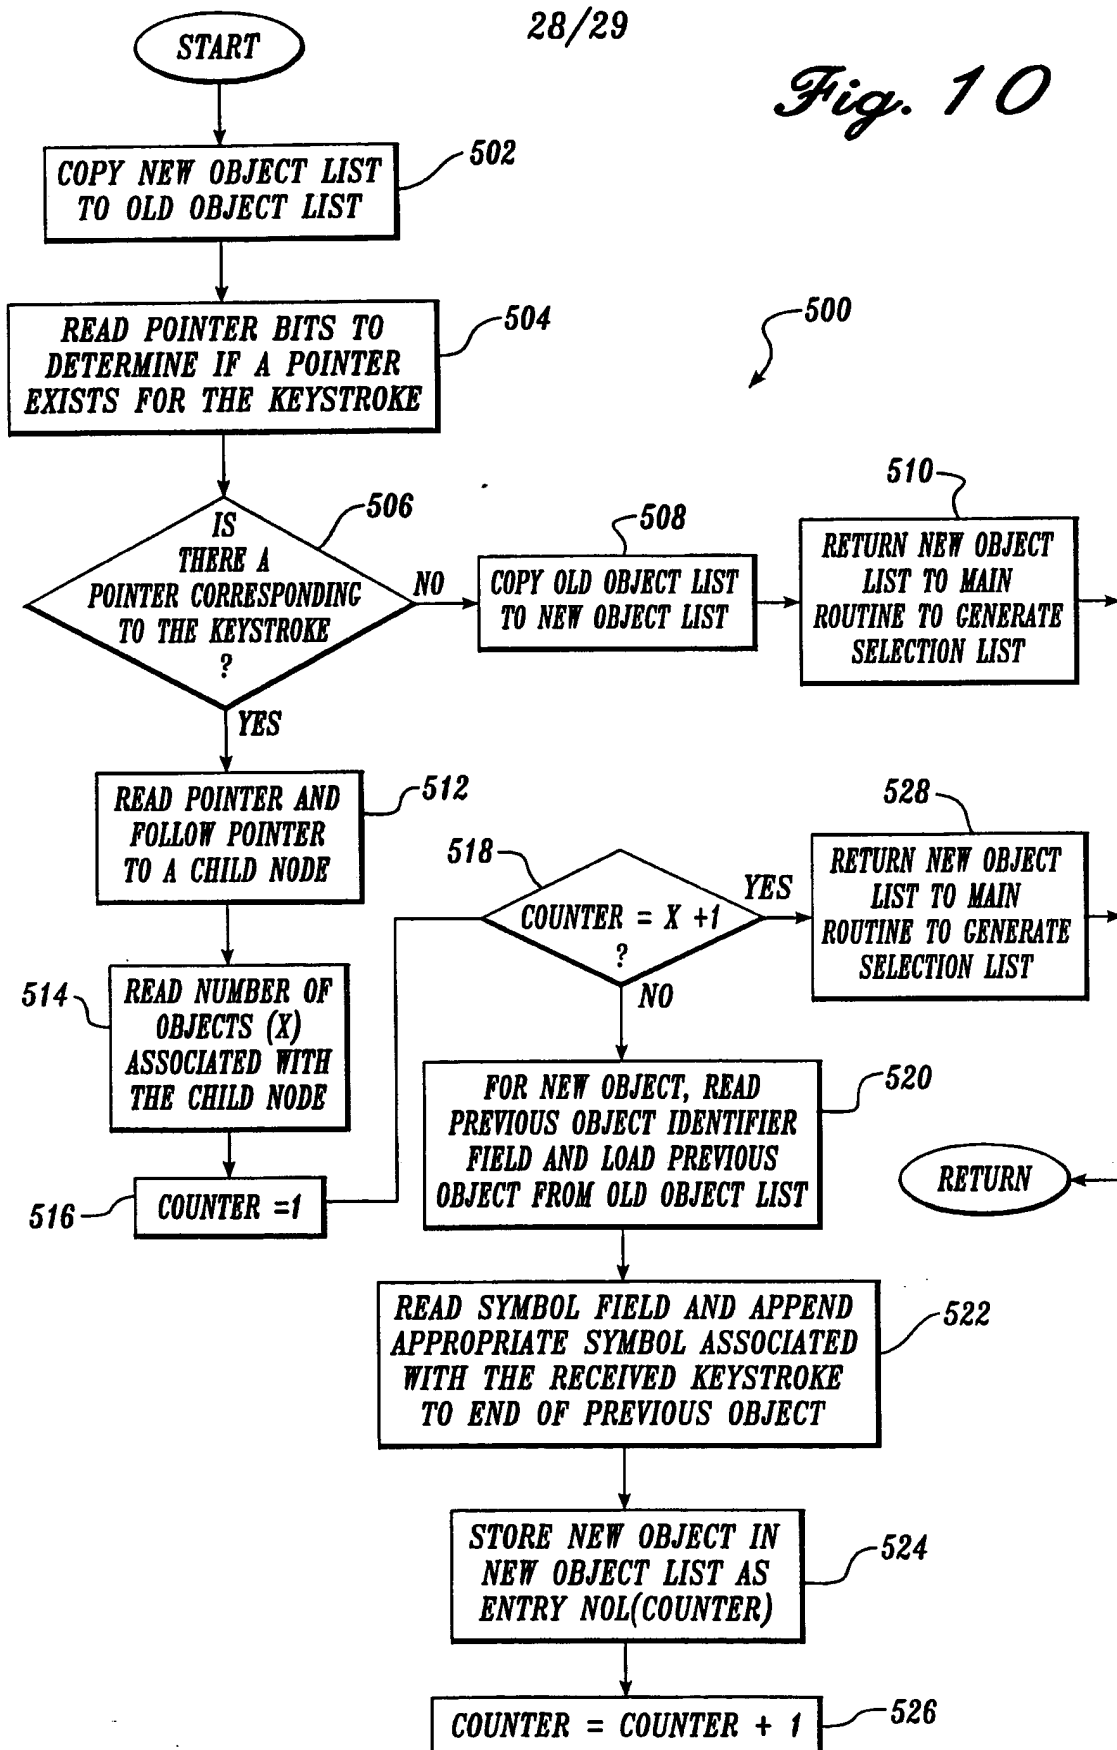 28/29
Fig. 10
START
502
COPY NEW OBJECT LIST
TO OLD OBJECT LIST
504
READ POINTER BITS TO
DETERMINE IF A POINTER
EXISTS FOR THE KEYSTROKE
500
506
IS
THERE A
POINTER CORRESPONDING
TO THE KEYSTROKE
?
NO
508
COPY OLD OBJECT LIST
TO NEW OBJECT LIST
510
RETURN NEW OBJECT
LIST TO MAIN
ROUTINE TO GENERATE
SELECTION LIST
YES
512
READ POINTER AND
FOLLOW POINTER
TO A CHILD NODE
514
READ NUMBER OF
OBJECTS (X)
ASSOCIATED WITH
THE CHILD NODE
516
COUNTER =1
518
COUNTER = X +1
?
YES
528
RETURN NEW OBJECT
LIST TO MAIN
ROUTINE TO GENERATE
SELECTION LIST
NO
520
FOR NEW OBJECT, READ
PREVIOUS OBJECT IDENTIFIER
FIELD AND LOAD PREVIOUS
OBJECT FROM OLD OBJECT LIST
RETURN
522
READ SYMBOL FIELD AND APPEND
APPROPRIATE SYMBOL ASSOCIATED
WITH THE RECEIVED KEYSTROKE
TO END OF PREVIOUS OBJECT
524
STORE NEW OBJECT IN
NEW OBJECT LIST AS
ENTRY NOL(COUNTER)
526
COUNTER = COUNTER + 1